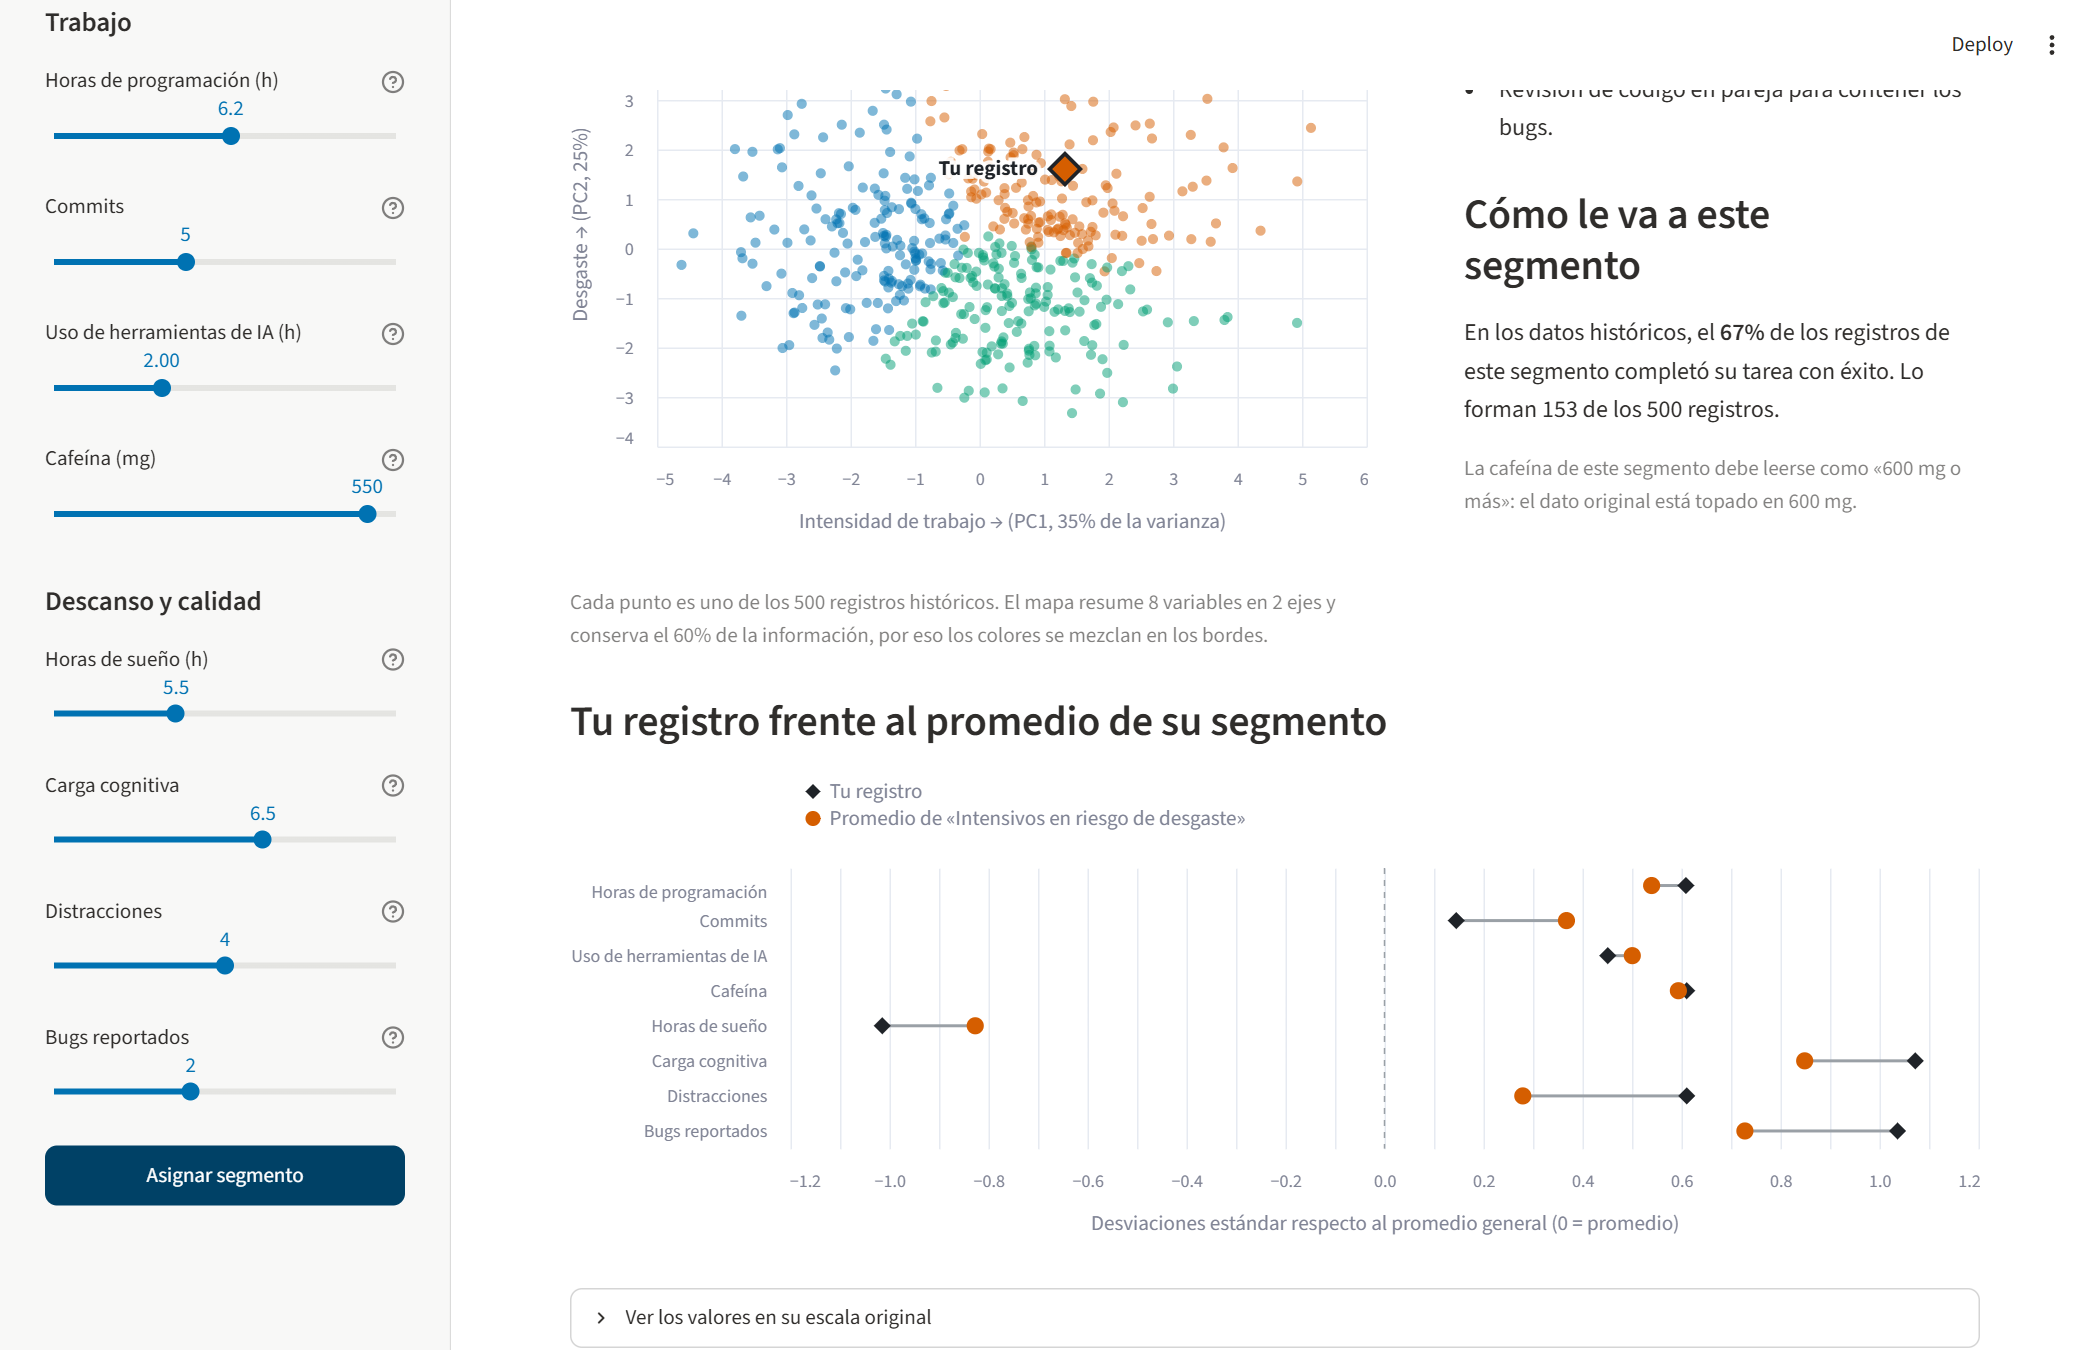 Trabajo
Horas de programación (h)
6.2
Commits
5
Uso de herramientas de IA (h)
2.00
Cafeína (mg)
550
Descanso y calidad
Horas de sueño (h)
5.5
Carga cognitiva
6.5
Distracciones
4
Bugs reportados
2
Asignar segmento
Deploy
3
2
1
0
−1
−2
−3
−4
Desgaste → (PC2, 25%)
Tu registro
−5 −4 −3 −2 −1 0 1 2 3 4 5 6
Intensidad de trabajo → (PC1, 35% de la varianza)
Cada punto es uno de los 500 registros históricos. El mapa resume 8 variables en 2 ejes y
conserva el 60% de la información, por eso los colores se mezclan en los bordes.
Revisión de código en pareja para contener los
bugs.
Cómo le va a este
segmento
En los datos históricos, el 67% de los registros de
este segmento completó su tarea con éxito. Lo
forman 153 de los 500 registros.
La cafeína de este segmento debe leerse como «600 mg o
más»: el dato original está topado en 600 mg.
Tu registro frente al promedio de su segmento
Tu registro
Promedio de «Intensivos en riesgo de desgaste»
Horas de programación
Commits
Uso de herramientas de IA
Cafeína
Horas de sueño
Carga cognitiva
Distracciones
Bugs reportados
−1.2 −1.0 −0.8 −0.6 −0.4 −0.2 0.0 0.2 0.4 0.6 0.8 1.0 1.2
Desviaciones estándar respecto al promedio general (0 = promedio)
Ver los valores en su escala original